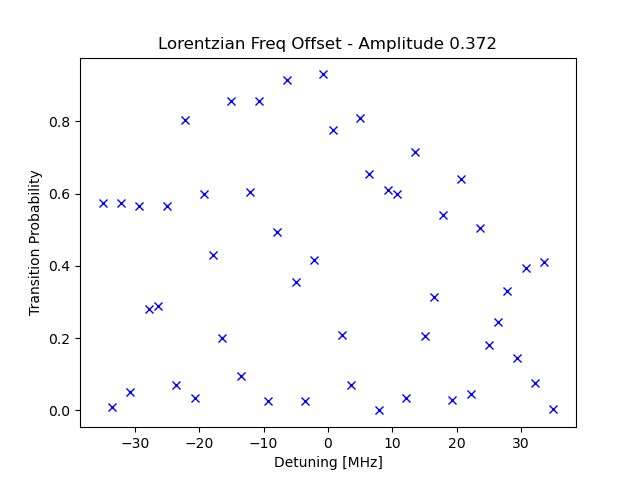 Lorentzian Freq Offset - Amplitude 0.372
Transition Probability
0.8
0.6
0.4
0.2
0.0
−30 −20 −10 0 10 20 30
Detuning [MHz]